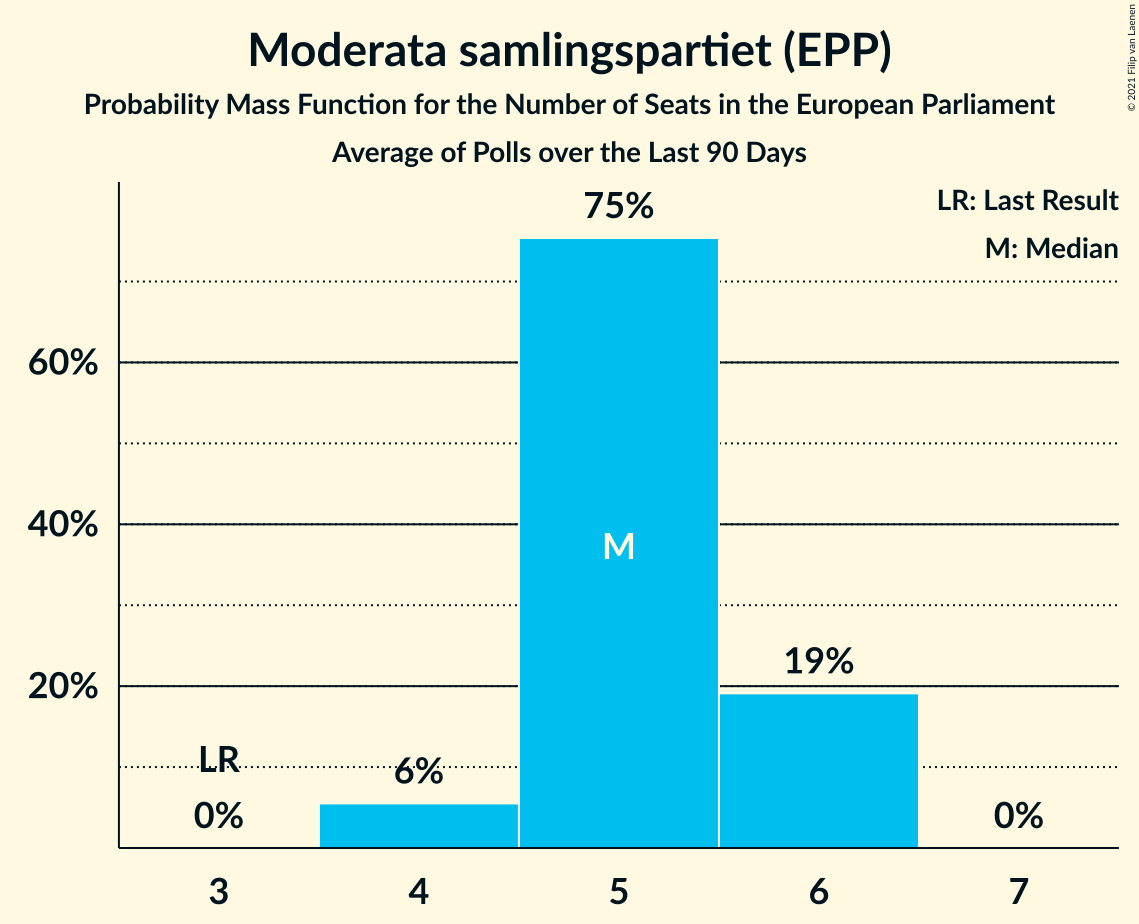 Moderata samlingspartiet (EPP)
Probability Mass Function for the Number of Seats in the European Parliament
Average of Polls over the Last 90 Days
© 2021 Filip van Laenen
LR: Last Result
M: Median
75%
60%
40%
M
19%
20%
LR
6%
0%
0%
3 4 5 6 7